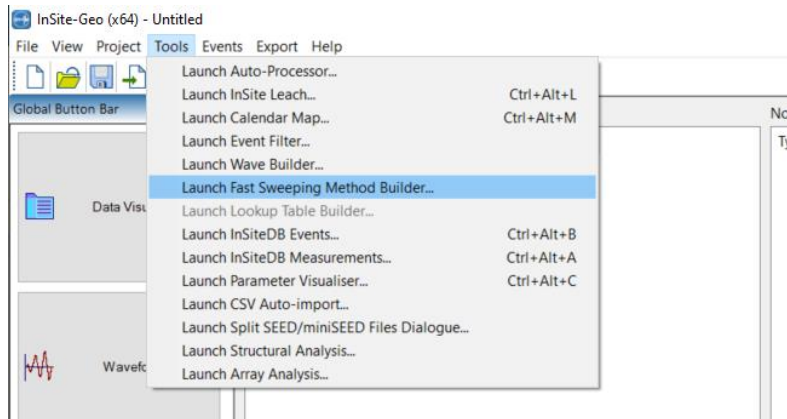 InSite-Geo (x64) - Untitled
File View Project Tools Events Export Help
Launch Auto-Processor...
Launch InSite Leach... Ctrl+Alt+L
Global Button Bar
Launch Calendar Map... Ctrl+Alt+M
Launch Event Filter...
Launch Wave Builder...
Launch Fast Sweeping Method Builder...
Data Visu
Launch Lookup Table Builder...
Launch InSiteDB Events... Ctrl+Alt+B
Launch InSiteDB Measurements... Ctrl+Alt+A
Launch Parameter Visualiser... Ctrl+Alt+C
Launch CSV Auto-import...
Launch Split SEED/miniSEED Files Dialogue...
Launch Structural Analysis...
Wavefo
Launch Array Analysis...